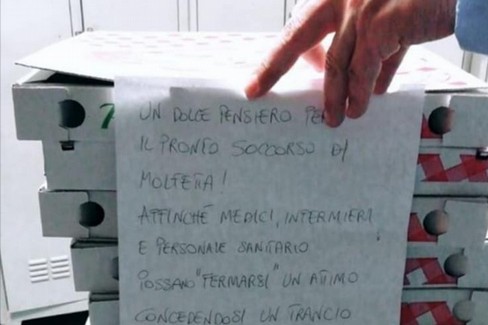 UN DOLCE PENSIERO PER
IL PRONTO SOCCORSO DI
MOLFETTA!
AFFINCHÉ MEDICI, INFERMIERI
E PERSONALE SANITARIO
POSSANO "FERMARSI" UN ATTIMO
CONCEDENDOSI UN TRANCIO